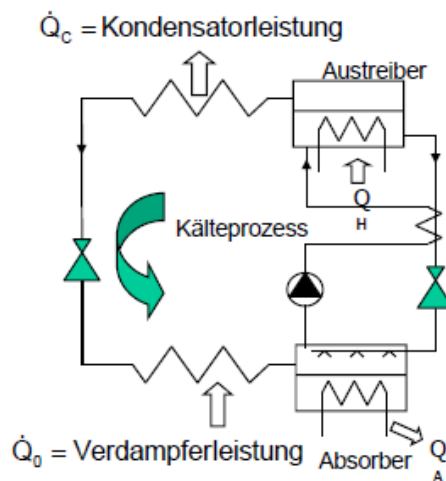 Q̇c = Kondensatorleistung
Austreiber
Q
H
Kälteprozess
Q̇0 = Verdampferleistung
Absorber
Q
A